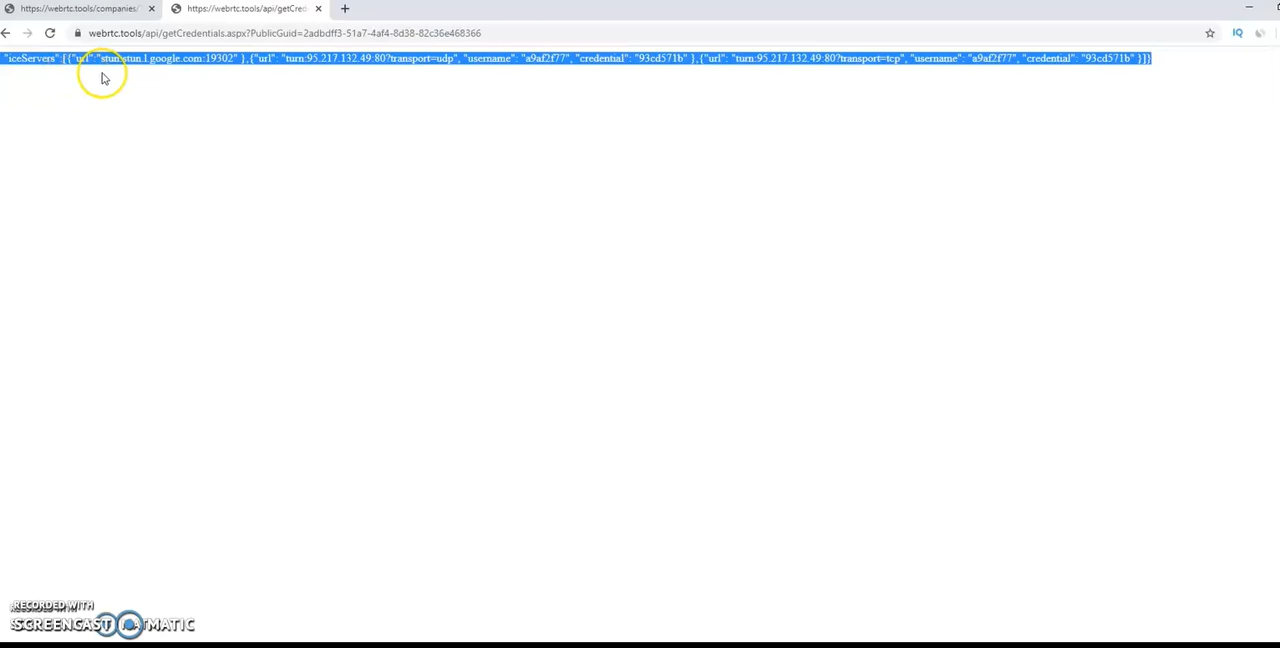 https://webrtc.tools/companies/
https://webrtc.tools/api/getCred
webrtc.tools/api/getCredentials.aspx?PublicGuid=2adbdff3-51a7-4af4-8d38-82c36e468366
IQ
"iceServers":[{"url":"stun:stun.l.google.com:19302" },{"url": "turn:95.217.132.49:80?transport=udp", "username": "a9af2f77", "credential": "93cd571b" },{"url": "turn:95.217.132.49:80?transport=tcp", "username": "a9af2f77", "credential": "93cd571b" }]}
RECORDED WITH
SCREENCAST MATIC